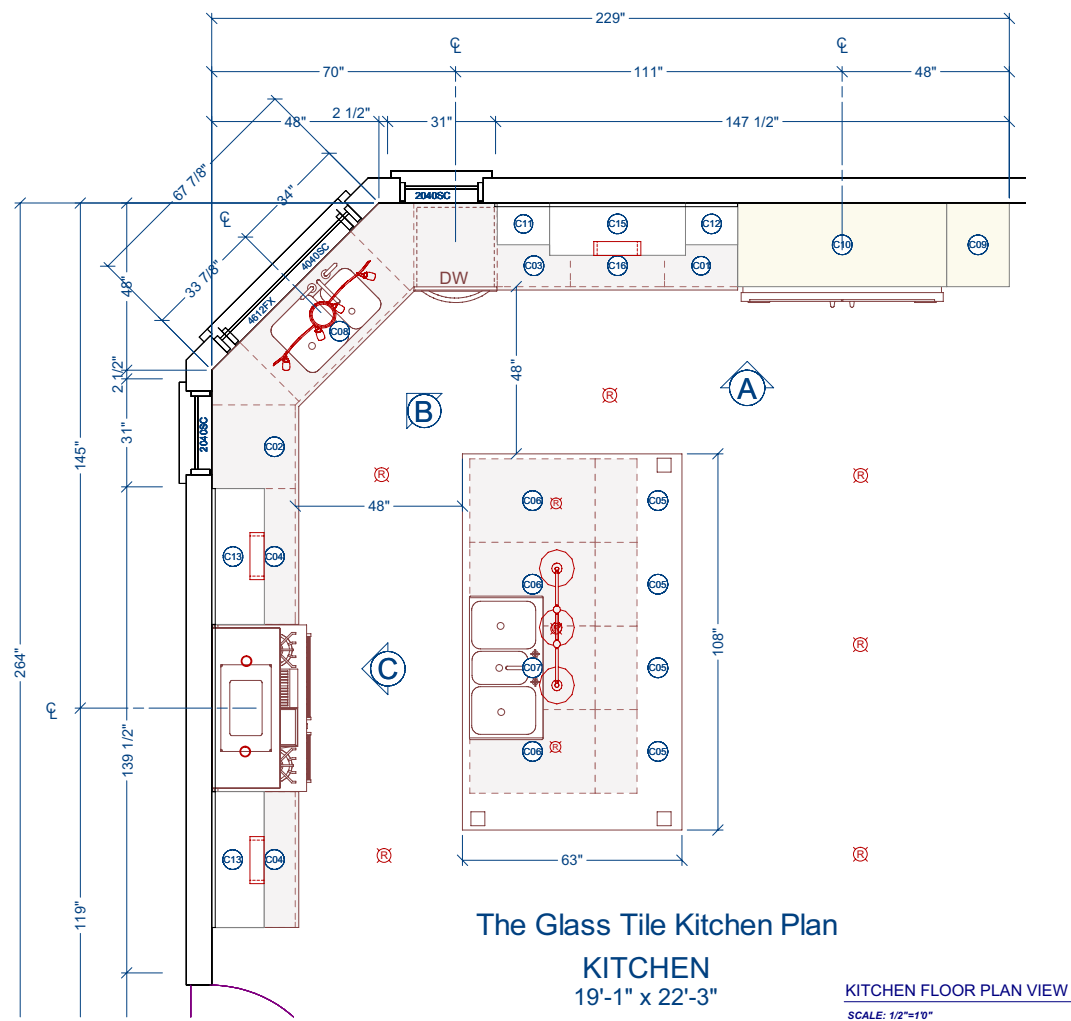 229"
℄ ℄
70" 111" 48"
48" 2 1/2" 31" 147 1/2"
67 7/8"
34"
33 7/8"
℄
2040SC
4040SC
4612FX
C11 C15 C12
C03 C16 C01
C10 C09
DW
C08
48"
2 1/2"
31"
145"
2040SC
C02
48"
A
B
R
R R
48"
C06 R C05
C13 C04
C06 C05
264"
R
R
C
C07 C05
108"
℄
139 1/2"
C06 R C05
C13 C04
R R
63"
119"
The Glass Tile Kitchen Plan
KITCHEN
19'-1" x 22'-3"
KITCHEN FLOOR PLAN VIEW
SCALE: 1/2"=1'0"